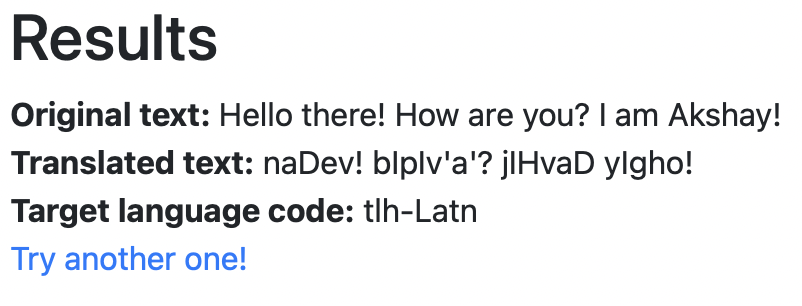 Results
Original text: Hello there! How are you? I am Akshay!
Translated text: naDev! bIpIv'a'? jIHvaD yIgho!
Target language code: tlh-Latn
Try another one!